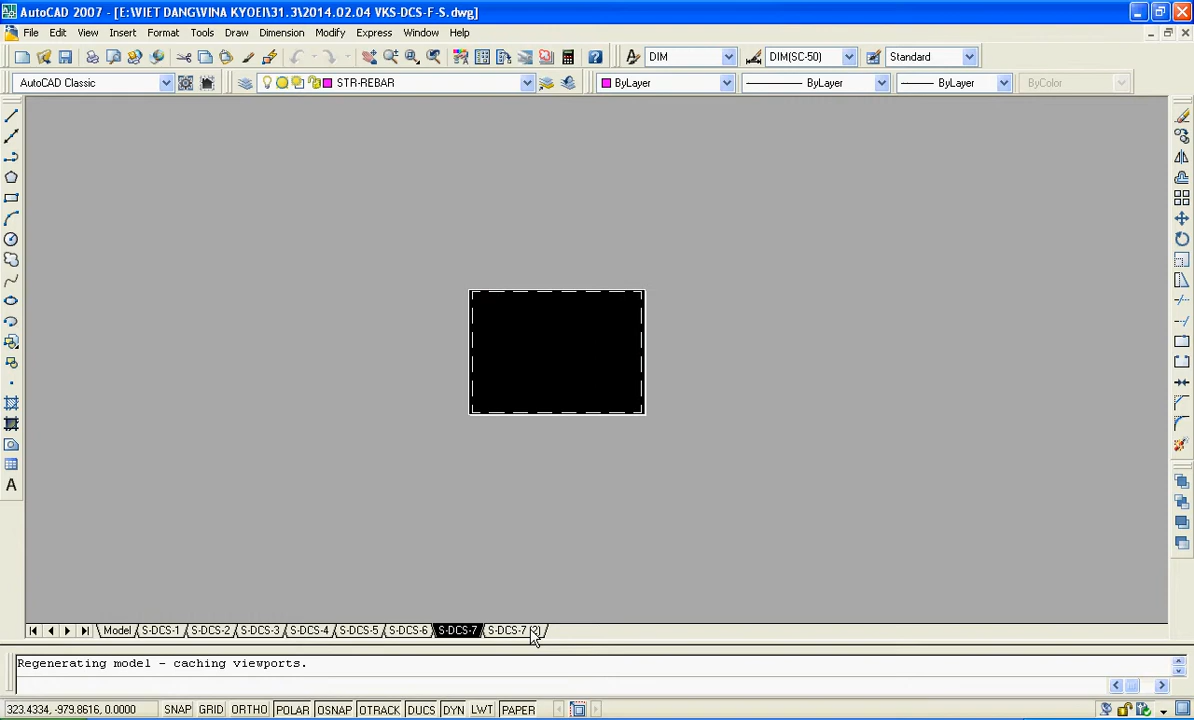 AutoCAD 2007 - [E:\WIET DANG\WINA KYOEI\31.3\2014.02.04 VKS-DCS-F-S.dwg]
File Edit View Insert Format Tools Draw Dimension Modify Express Window Help
DIM DIM(SC-50) Standard
AutoCAD Classic STR-REBAR ByLayer ByLayer ByLayer ByColor
A
Model S-DCS-1 S-DCS-2 S-DCS-3 S-DCS-4 S-DCS-5 S-DCS-6 S-DCS-7 S-DCS-7 (2)
Regenerating model - caching viewports.
323.4334, -979.8616, 0.0000 SNAP GRID ORTHO POLAR OSNAP OTRACK DUCS DYN LWT PAPER